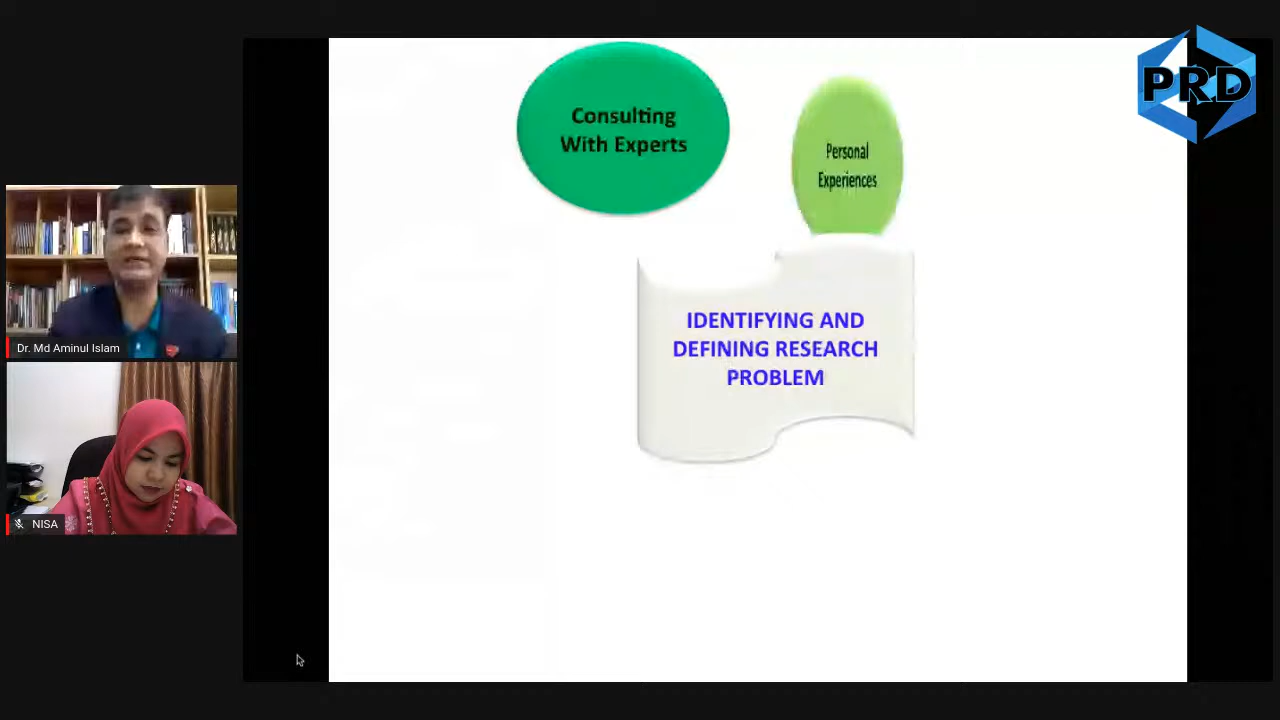 PRD
Consulting
With Experts
Personal
Experiences
IDENTIFYING AND
DEFINING RESEARCH
PROBLEM
Dr. Md Aminul Islam
NISA